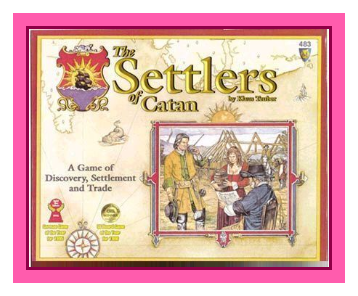 The
483
Settlers
of Catan
by Klaus Teuber
A Game of
Discovery, Settlement
and Trade